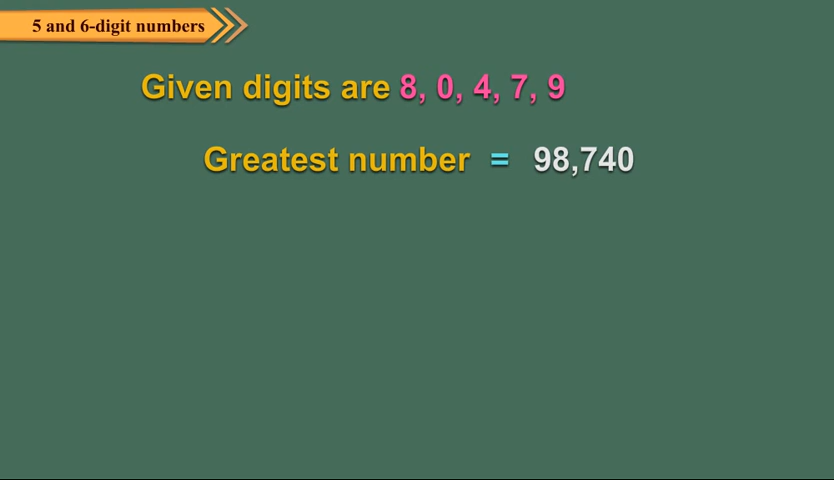 5 and 6-digit numbers
Given digits are 8, 0, 4, 7, 9
Greatest number = 98,740